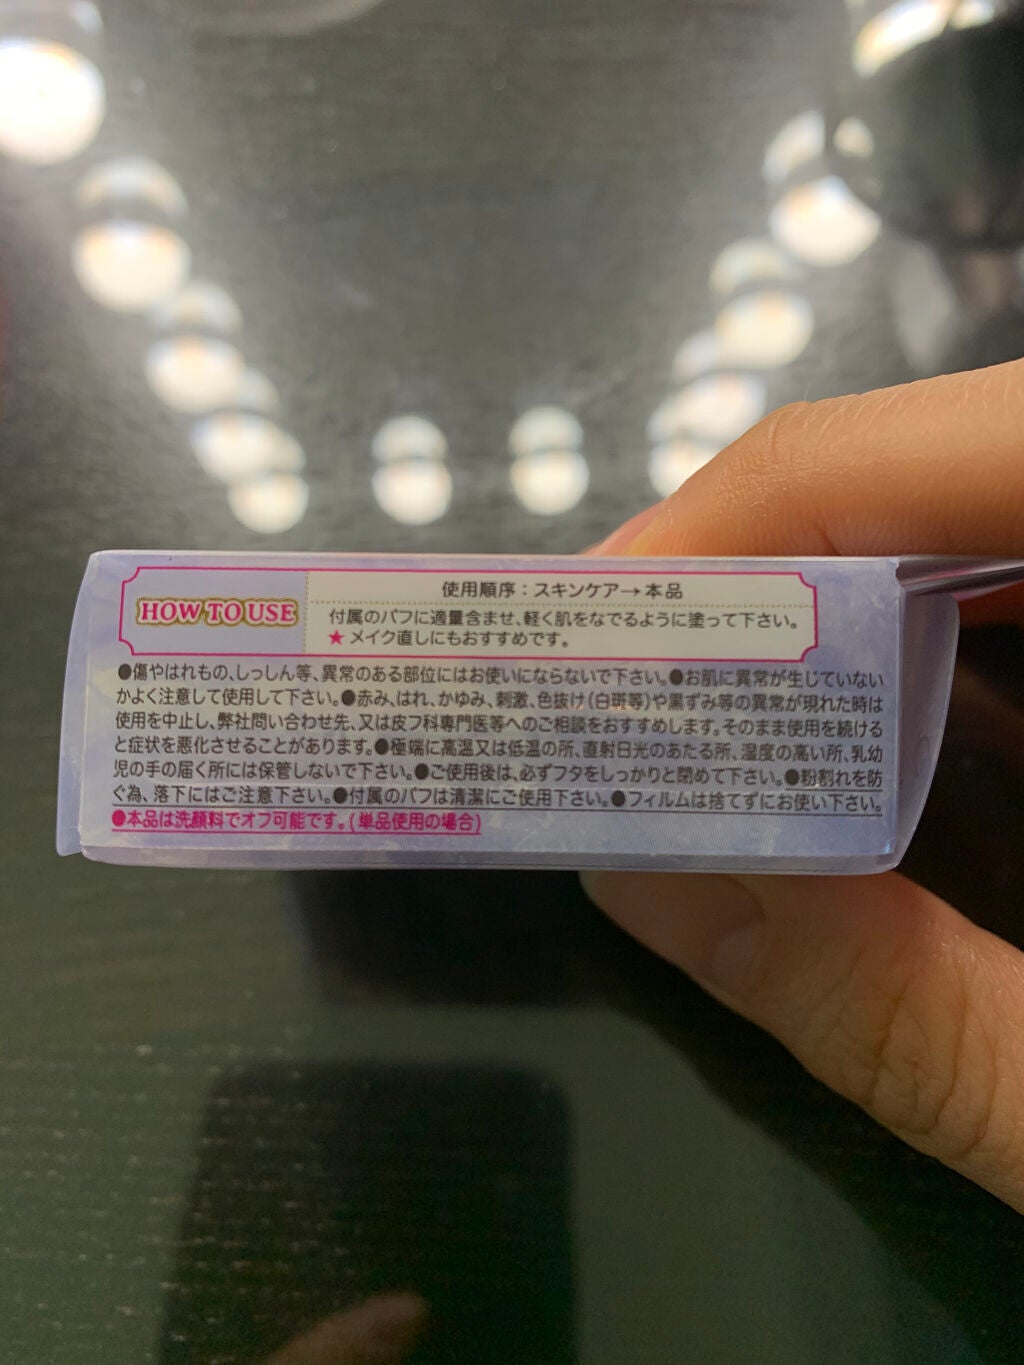 HOW TO USE
使用順序：スキンケア→本品
付属のパフに適量含ませ、軽く肌をなでるように塗って下さい。
★メイク直しにもおすすめです。
●傷やはれもの、しっしん等、異常のある部位にはお使いにならないで下さい。●お肌に異常が生じていない
かよく注意して使用して下さい。●赤み、はれ、かゆみ、刺激、色抜け(白斑等)や黒ずみ等の異常が現れた時は
使用を中止し、弊社問い合わせ先、又は皮フ科専門医等へのご相談をおすすめします。そのまま使用を続ける
と症状を悪化させることがあります。●極端に高温又は低温の所、直射日光のあたる所、湿度の高い所、乳幼
児の手の届く所には保管しないで下さい。●ご使用後は、必ずフタをしっかりと閉めて下さい。●粉割れを防
ぐ為、落下にはご注意下さい。●付属のパフは清潔にご使用下さい。●フィルムは捨てずにお使い下さい。
●本品は洗顔料でオフ可能です。(単品使用の場合)